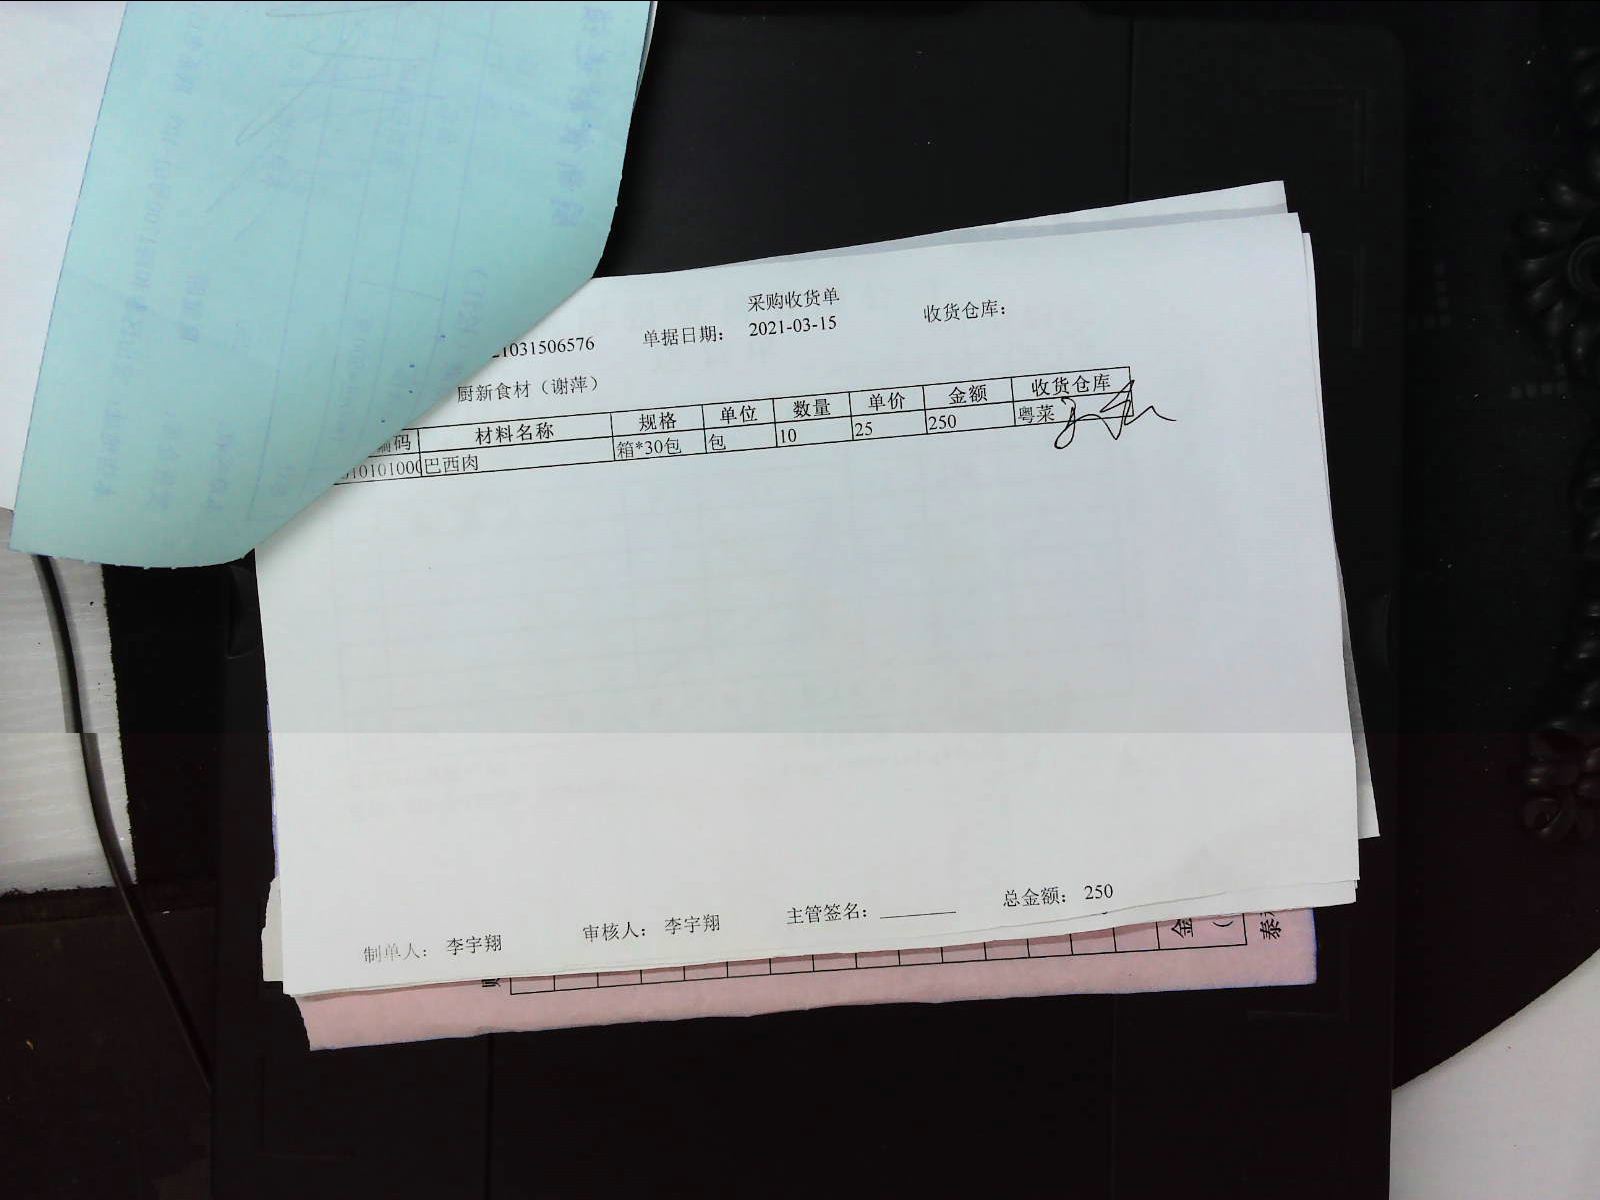 采购收货单
21031506576 单据日期： 2021-03-15 收货仓库：
厨新食材（谢萍）
编码 材料名称 规格 单位 数量 单价 金额 收货仓库
010101000 巴西肉 箱*30包 包 10 25 250 粤菜
制单人： 李宇翔 审核人： 李宇翔 主管签名： 总金额： 250
金
泰